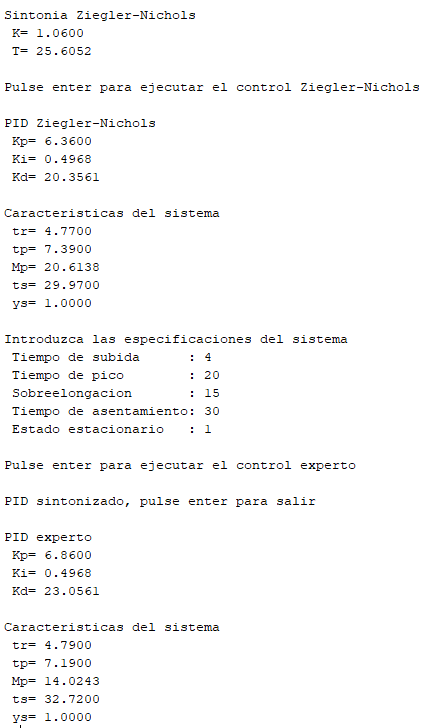 Sintonia Ziegler-Nichols
K= 1.0600
T= 25.6052
Pulse enter para ejecutar el control Ziegler-Nichols
PID Ziegler-Nichols
Kp= 6.3600
Ki= 0.4968
Kd= 20.3561
Caracteristicas del sistema
tr= 4.7700
tp= 7.3900
Mp= 20.6138
ts= 29.9700
ys= 1.0000
Introduzca las especificaciones del sistema
Tiempo de subida : 4
Tiempo de pico : 20
Sobreelongacion : 15
Tiempo de asentamiento: 30
Estado estacionario : 1
Pulse enter para ejecutar el control experto
PID sintonizado, pulse enter para salir
PID experto
Kp= 6.8600
Ki= 0.4968
Kd= 23.0561
Caracteristicas del sistema
tr= 4.7900
tp= 7.1900
Mp= 14.0243
ts= 32.7200
ys= 1.0000